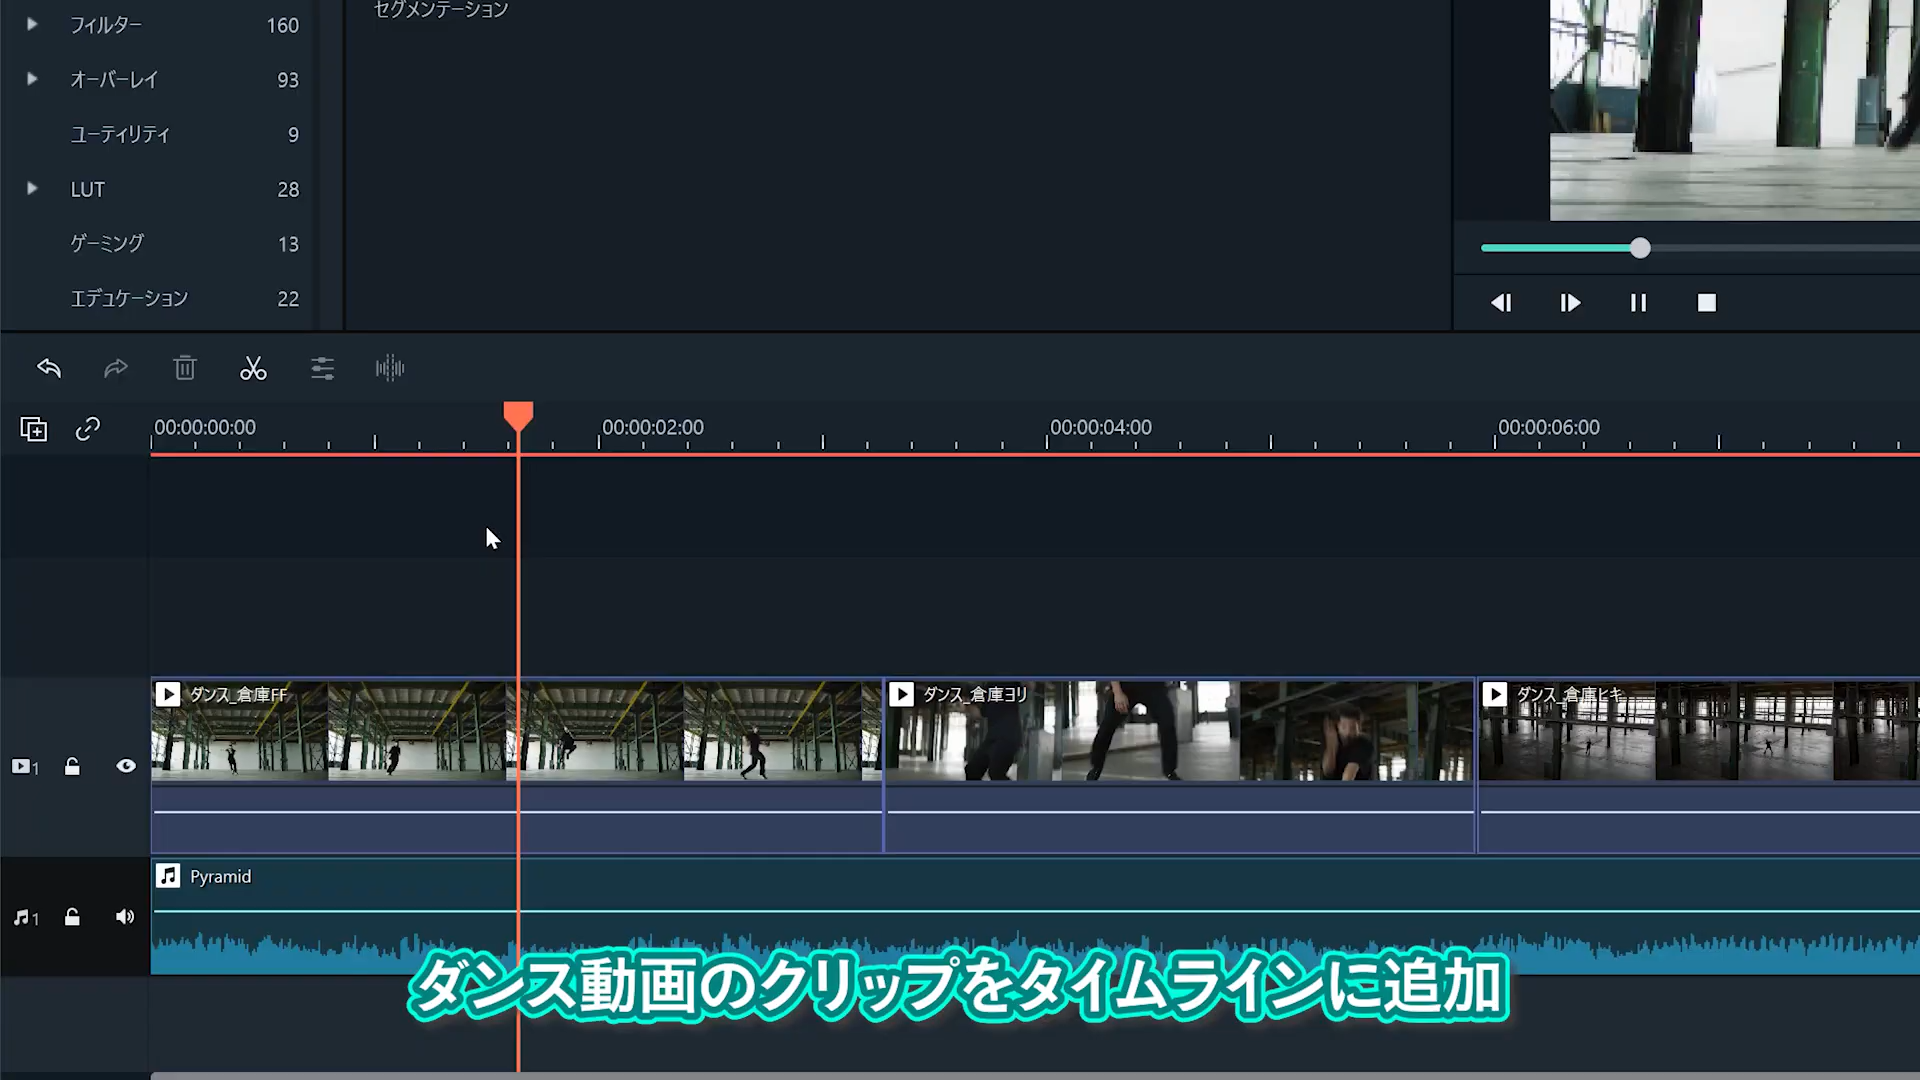 フィルター 160
オーバーレイ 93
ユーティリティ 9
LUT 28
ゲーミング 13
エデュケーション 22
セグメンテーション
00:00:00:00 00:00:02:00 00:00:04:00 00:00:06:00
ダンス_倉庫FF ダンス_倉庫ヨリ ダンス_倉庫ヒキ
1
Pyramid
1
ダンス動画のクリップをタイムラインに追加